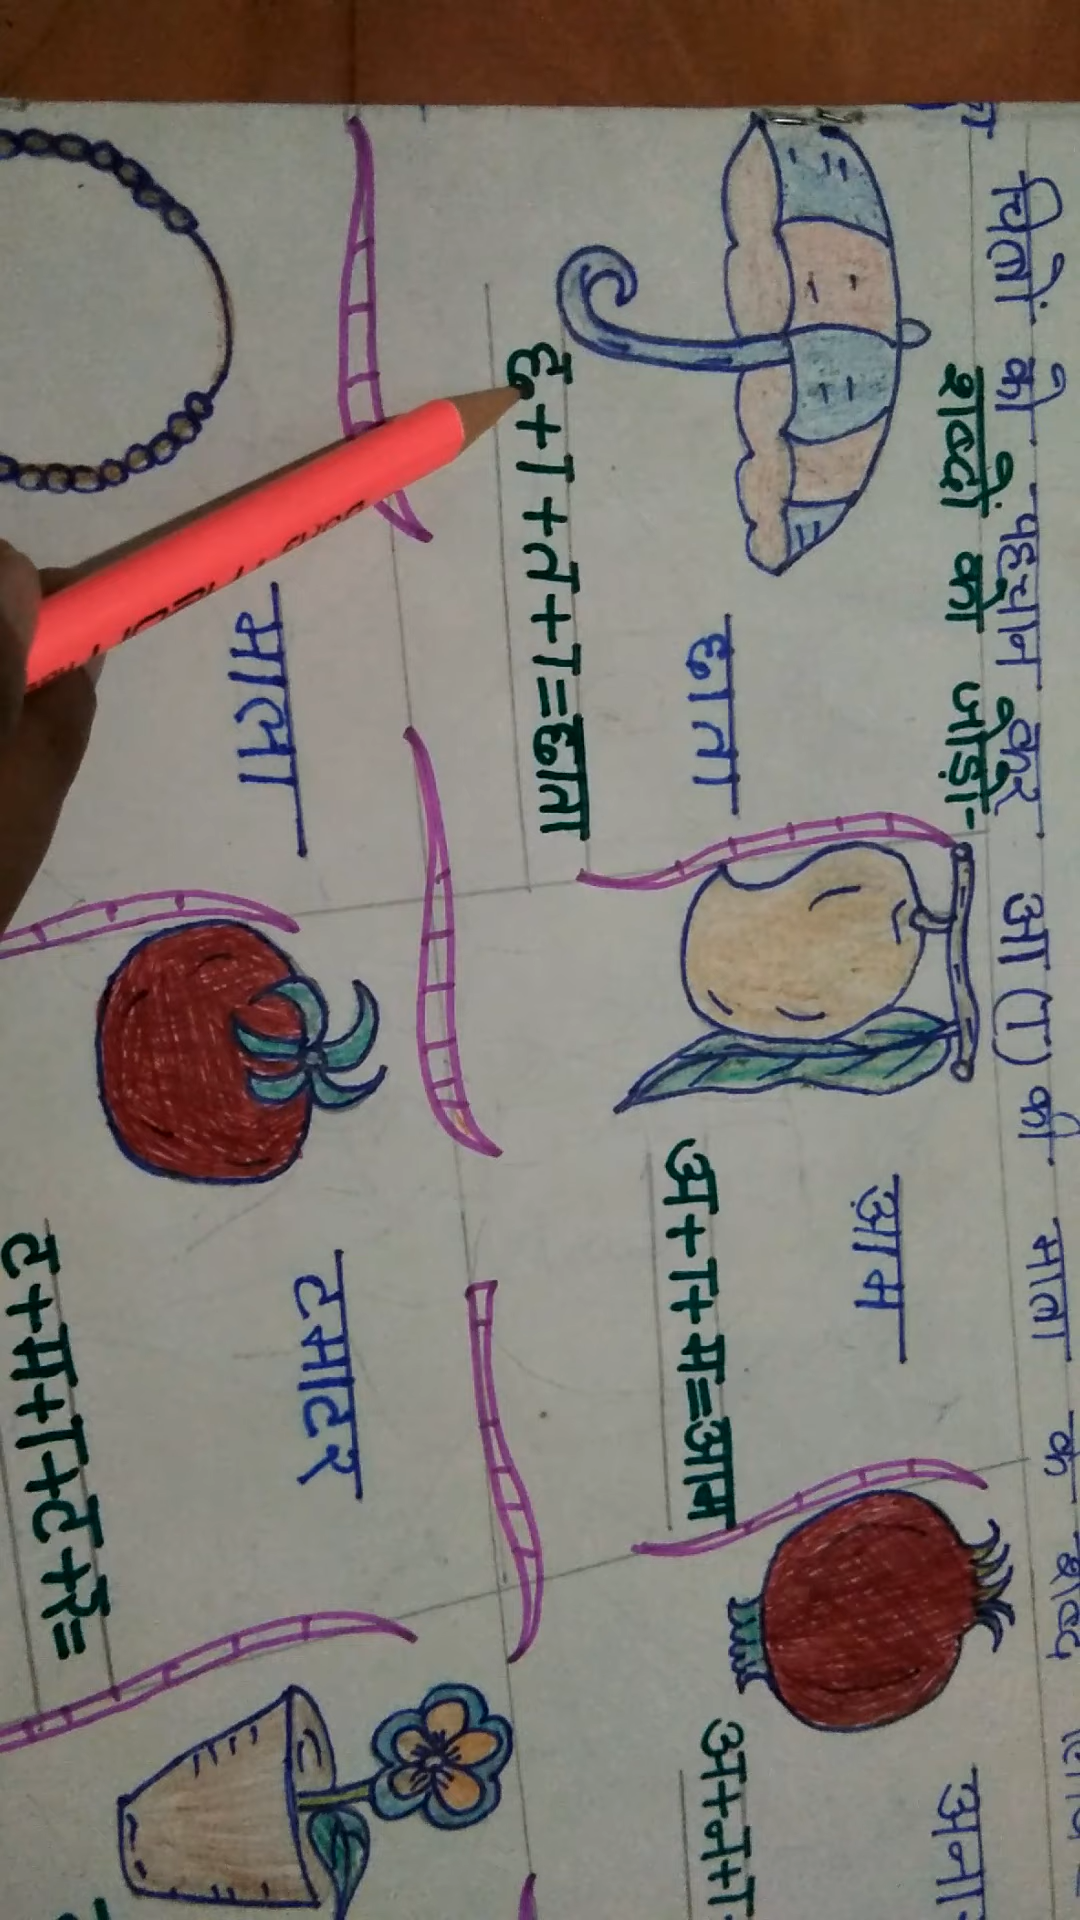 चित्रों को पहचान कर आ (ा) की मात्रा के शब्द
शब्दों को जोड़ो-
छाता
छ+ा+त+ा=छाता
आम
अ+ा+म=आम
अ+न+ा
माला
टमाटर
ट+मा+ा+ट+र=